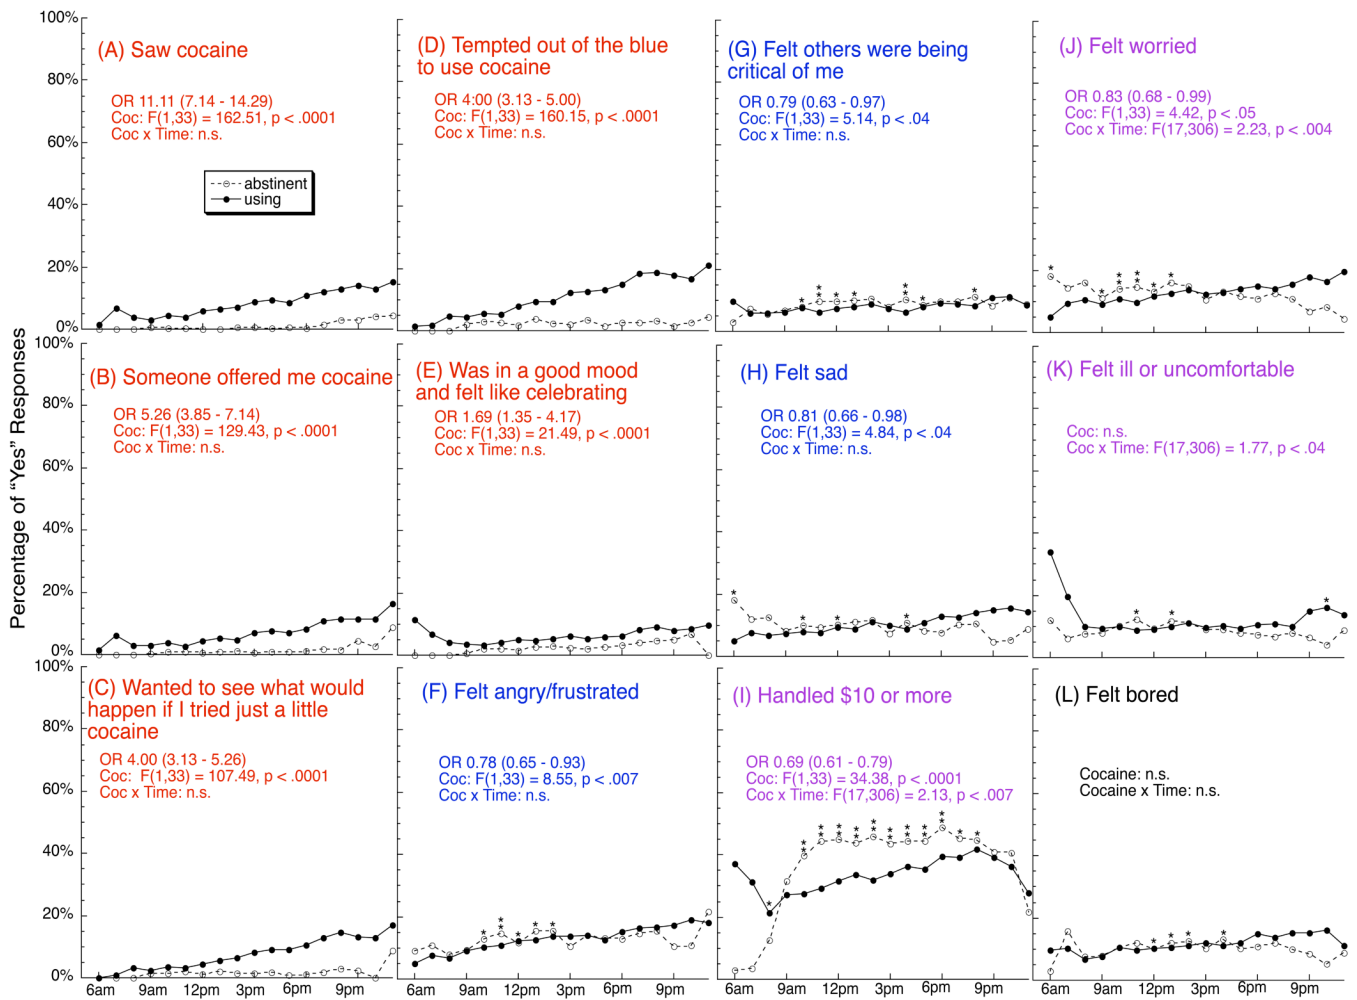 Percentage of “Yes” Responses
100%
80%
60%
40%
20%
0%
(A) Saw cocaine
OR 11.11 (7.14 - 14.29)
Coc: F(1,33) = 162.51, p < .0001
Coc x Time: n.s.
abstinent
using
(D) Tempted out of the blue
to use cocaine
OR 4:00 (3.13 - 5.00)
Coc: F(1,33) = 160.15, p < .0001
Coc x Time: n.s.
(G) Felt others were being
critical of me
OR 0.79 (0.63 - 0.97)
Coc: F(1,33) = 5.14, p < .04
Coc x Time: n.s.
(J) Felt worried
OR 0.83 (0.68 - 0.99)
Coc: F(1,33) = 4.42, p < .05
Coc x Time: F(17,306) = 2.23, p < .004
100%
80%
60%
40%
20%
0%
(B) Someone offered me cocaine
OR 5.26 (3.85 - 7.14)
Coc: F(1,33) = 129.43, p < .0001
Coc x Time: n.s.
(E) Was in a good mood
and felt like celebrating
OR 1.69 (1.35 - 4.17)
Coc: F(1,33) = 21.49, p < .0001
Coc x Time: n.s.
(H) Felt sad
OR 0.81 (0.66 - 0.98)
Coc: F(1,33) = 4.84, p < .04
Coc x Time: n.s.
(K) Felt ill or uncomfortable
Coc: n.s.
Coc x Time: F(17,306) = 1.77, p < .04
100%
80%
60%
40%
20%
0%
(C) Wanted to see what would
happen if I tried just a little
cocaine
OR 4.00 (3.13 - 5.26)
Coc: F(1,33) = 107.49, p < .0001
Coc x Time: n.s.
(F) Felt angry/frustrated
OR 0.78 (0.65 - 0.93)
Coc: F(1,33) = 8.55, p < .007
Coc x Time: n.s.
(I) Handled $10 or more
OR 0.69 (0.61 - 0.79)
Coc: F(1,33) = 34.38, p < .0001
Coc x Time: F(17,306) = 2.13, p < .007
(L) Felt bored
Cocaine: n.s.
Cocaine x Time: n.s.
6am 9am 12pm 3pm 6pm 9pm
6am 9am 12pm 3pm 6pm 9pm
6am 9am 12pm 3pm 6pm 9pm
6am 9am 12pm 3pm 6pm 9pm